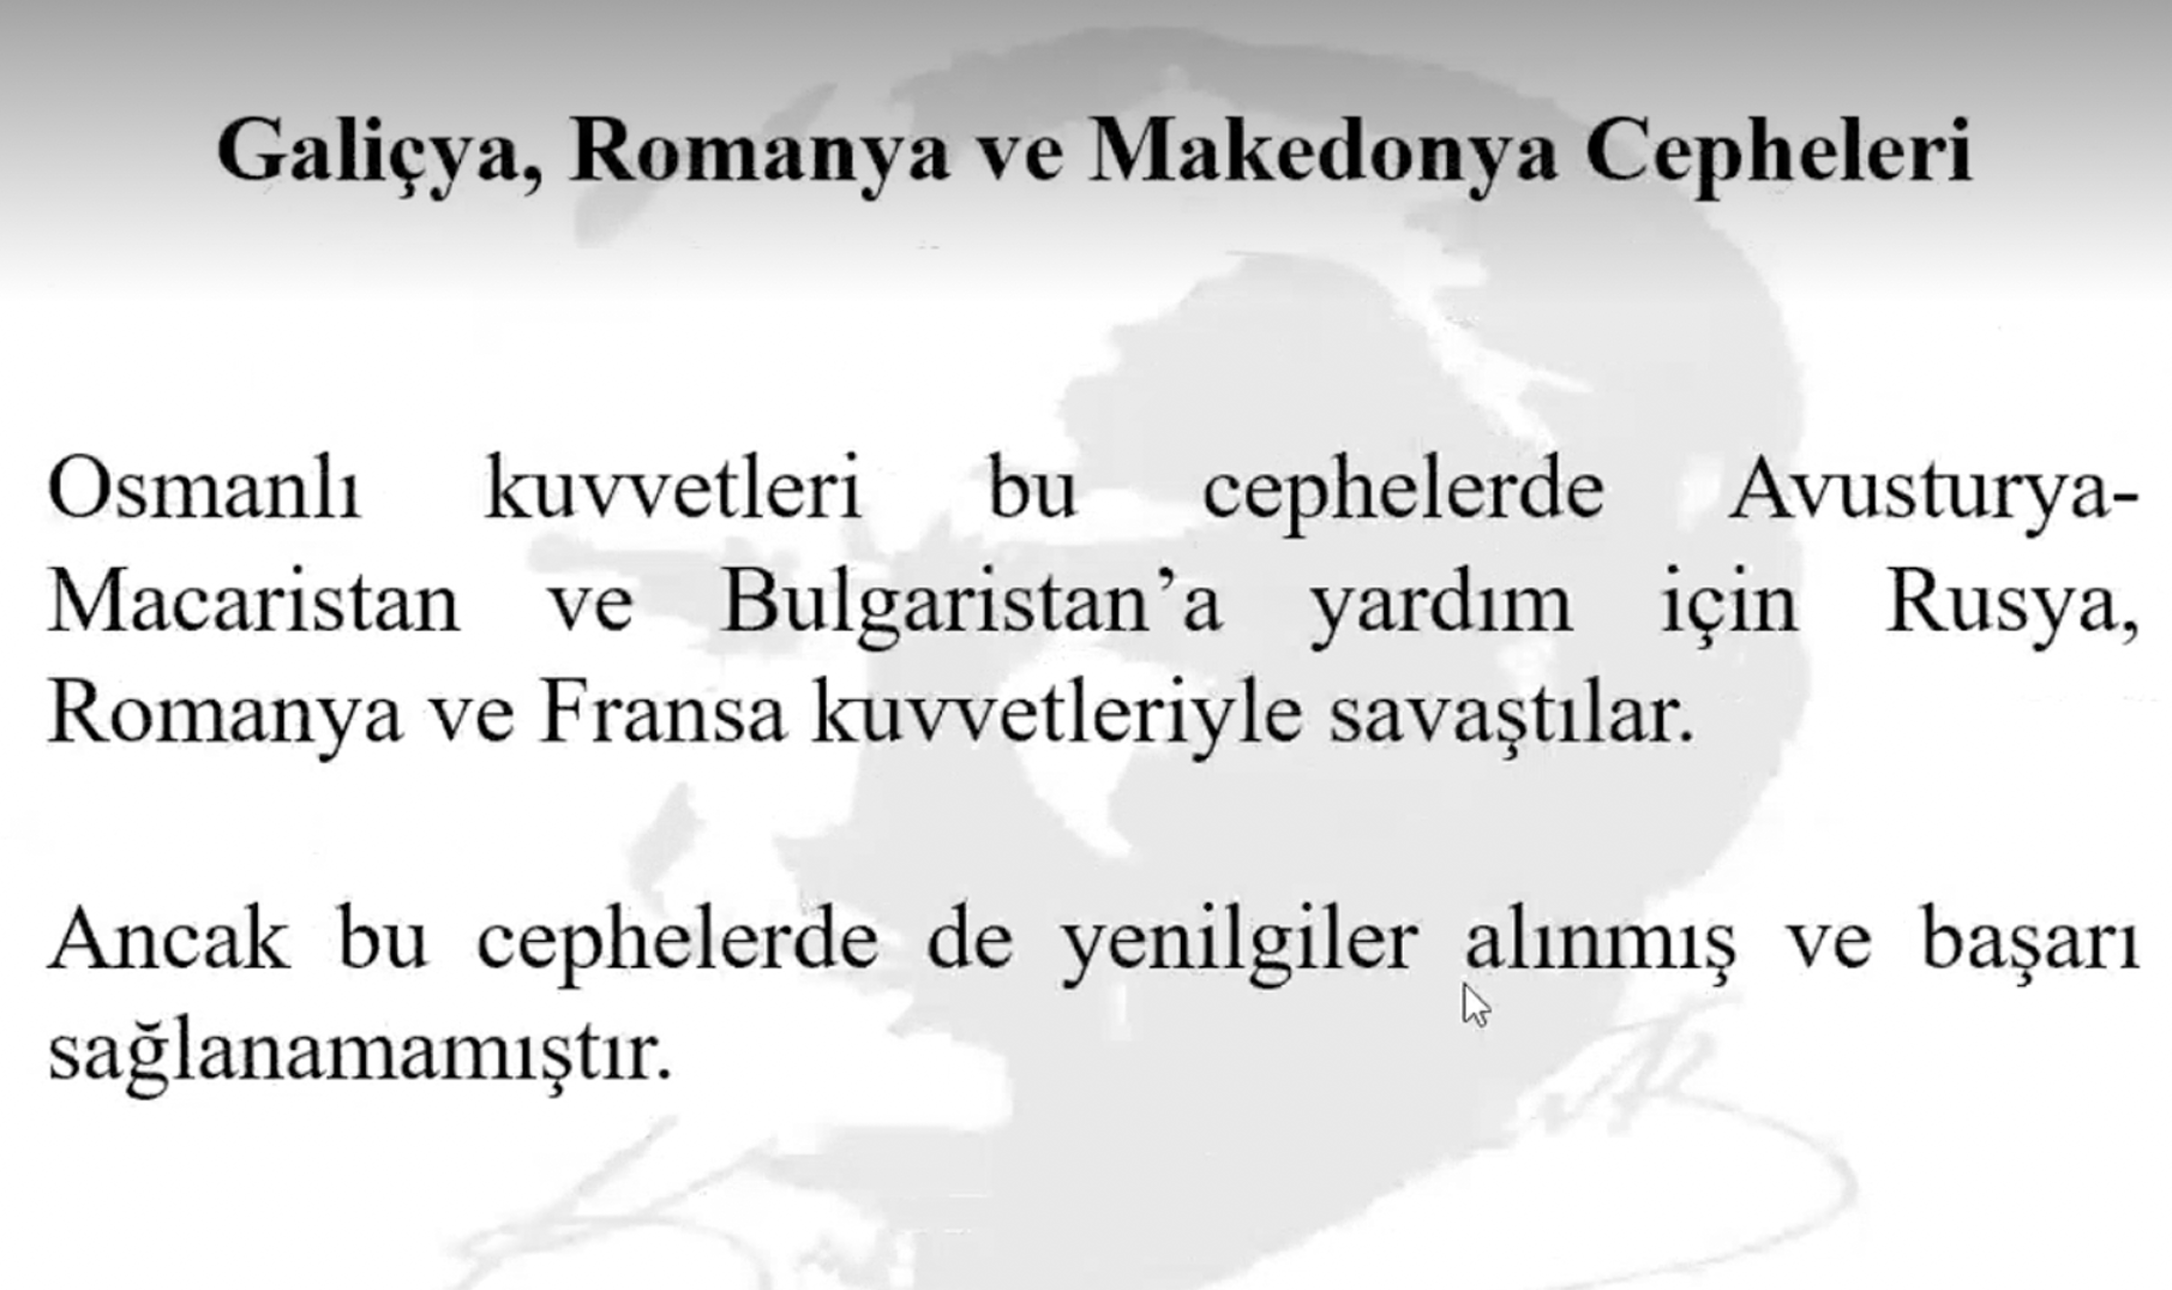 Galiçya, Romanya ve Makedonya Cepheleri
Osmanlı kuvvetleri bu cephelerde Avusturya-
Macaristan ve Bulgaristan’a yardım için Rusya,
Romanya ve Fransa kuvvetleriyle savaştılar.
Ancak bu cephelerde de yenilgiler alınmış ve başarı
sağlanamamıştır.